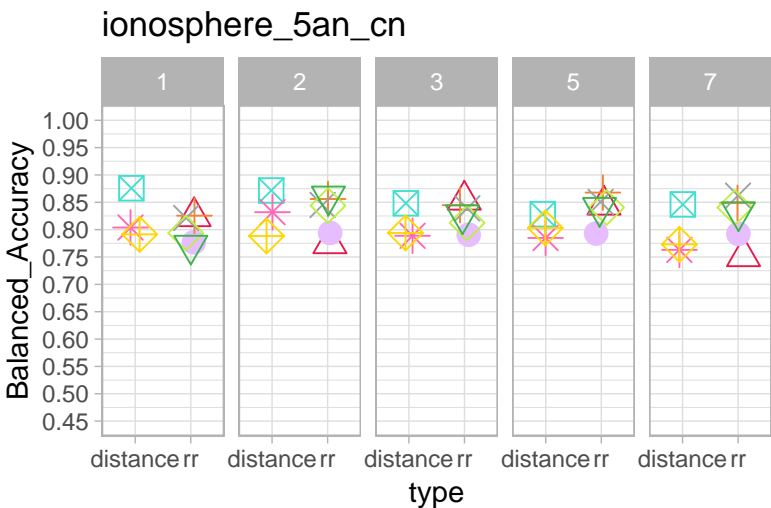 ionosphere_5an_cn
1 2 3 5 7
1.00
0.95
0.90
0.85
0.80
0.75
0.70
0.65
0.60
0.55
0.50
0.45
Balanced_Accuracy
distance rr distance rr distance rr distance rr distance rr
type